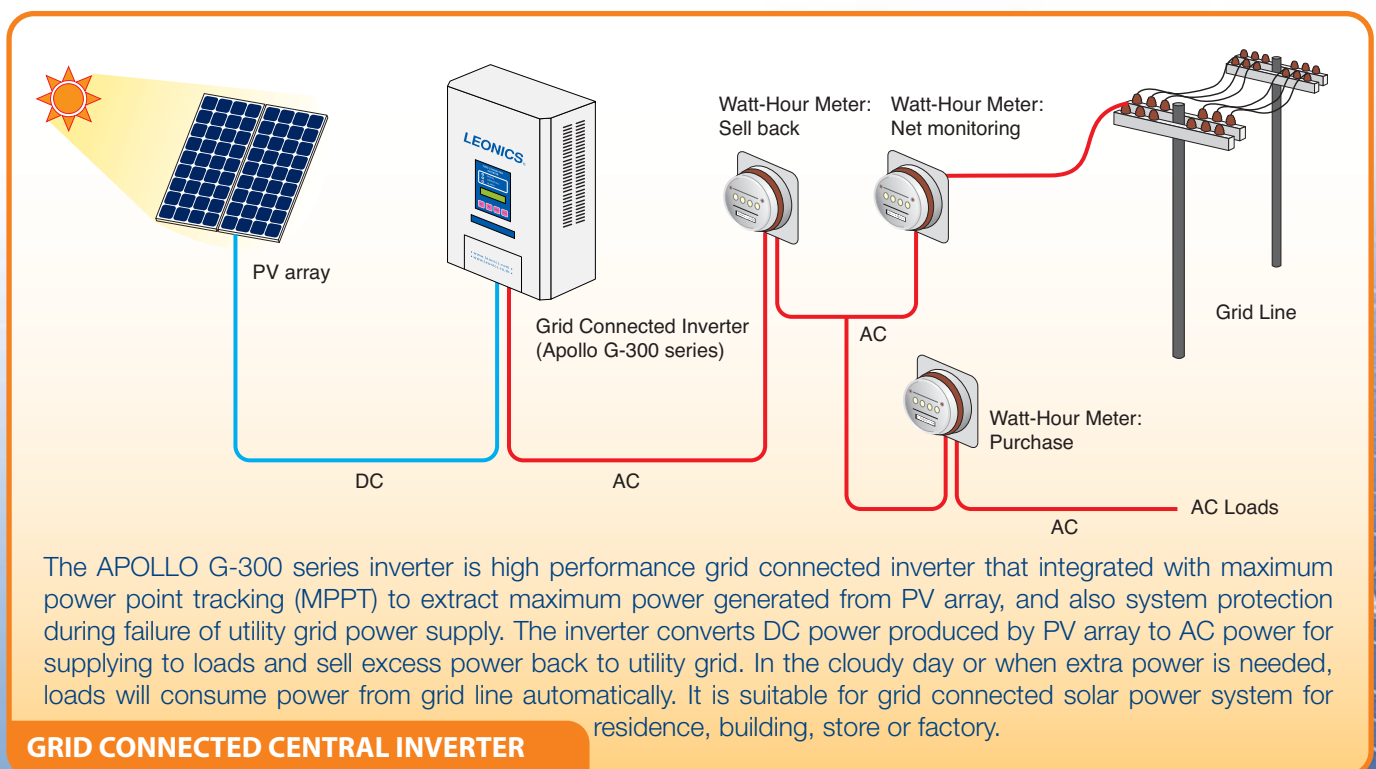 LEONICS
Watt-Hour Meter:
Sell back
Watt-Hour Meter:
Net monitoring
PV array
Grid Connected Inverter
(Apollo G-300 series)
AC
Grid Line
Watt-Hour Meter:
Purchase
DC
AC
AC Loads
AC
The APOLLO G-300 series inverter is high performance grid connected inverter that integrated with maximum
power point tracking (MPPT) to extract maximum power generated from PV array, and also system protection
during failure of utility grid power supply. The inverter converts DC power produced by PV array to AC power for
supplying to loads and sell excess power back to utility grid. In the cloudy day or when extra power is needed,
loads will consume power from grid line automatically. It is suitable for grid connected solar power system for
residence, building, store or factory.
GRID CONNECTED CENTRAL INVERTER